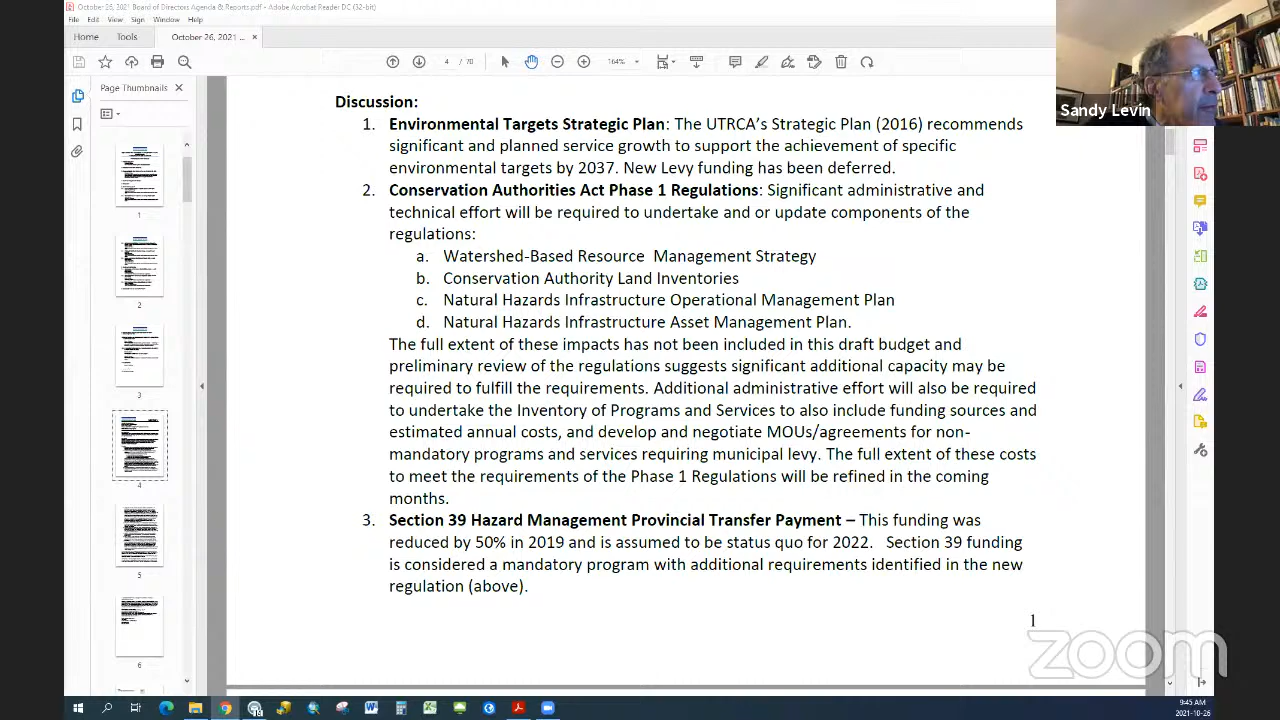 October 26, 2021 Board of Directors Agenda & Reports.pdf - Adobe Acrobat Reader DC (32-bit)
File Edit View Sign Window Help
Home Tools October 26, 2021 ... ×
4 / 70 164%
Page Thumbnails ×
Sandy Levin
Discussion:
1. Environmental Targets Strategic Plan: The UTRCA's Strategic Plan (2016) recommends
significant and planned service growth to support the achievement of specific
environmental targets by 2037. New Levy funding has been deferred.
2. Conservation Authorities Act Phase 1 Regulations: Significant administrative and
technical effort will be required to undertake and or update components of the
regulations:
a. Watershed-Based Resource Management Strategy
b. Conservation Authority Land Inventories
c. Natural Hazards Infrastructure Operational Management Plan
d. Natural Hazards Infrastructure Asset Management Plan.
The full extent of these impacts has not been included in the draft budget and
preliminary review of the regulations suggests significant additional capacity may be
required to fulfill the requirements. Additional administrative effort will also be required
to undertake the Inventory of Programs and Services to also include funding sources and
estimated annual costs, and develop and negotiate MOUs/agreements for non-
mandatory programs and services requiring municipal levy. The full extent of these costs
to meet the requirements of the Phase 1 Regulations will be refined in the coming
months.
3. Section 39 Hazard Management Provincial Transfer Payment – This funding was
reduced by 50% in 2019 and is assumed to be status quo for 2022. Section 39 funding
is considered a mandatory program with additional requirements identified in the new
regulation (above).
1
1
2
3
4
5
6
zoom
9:45 AM
2021-10-26